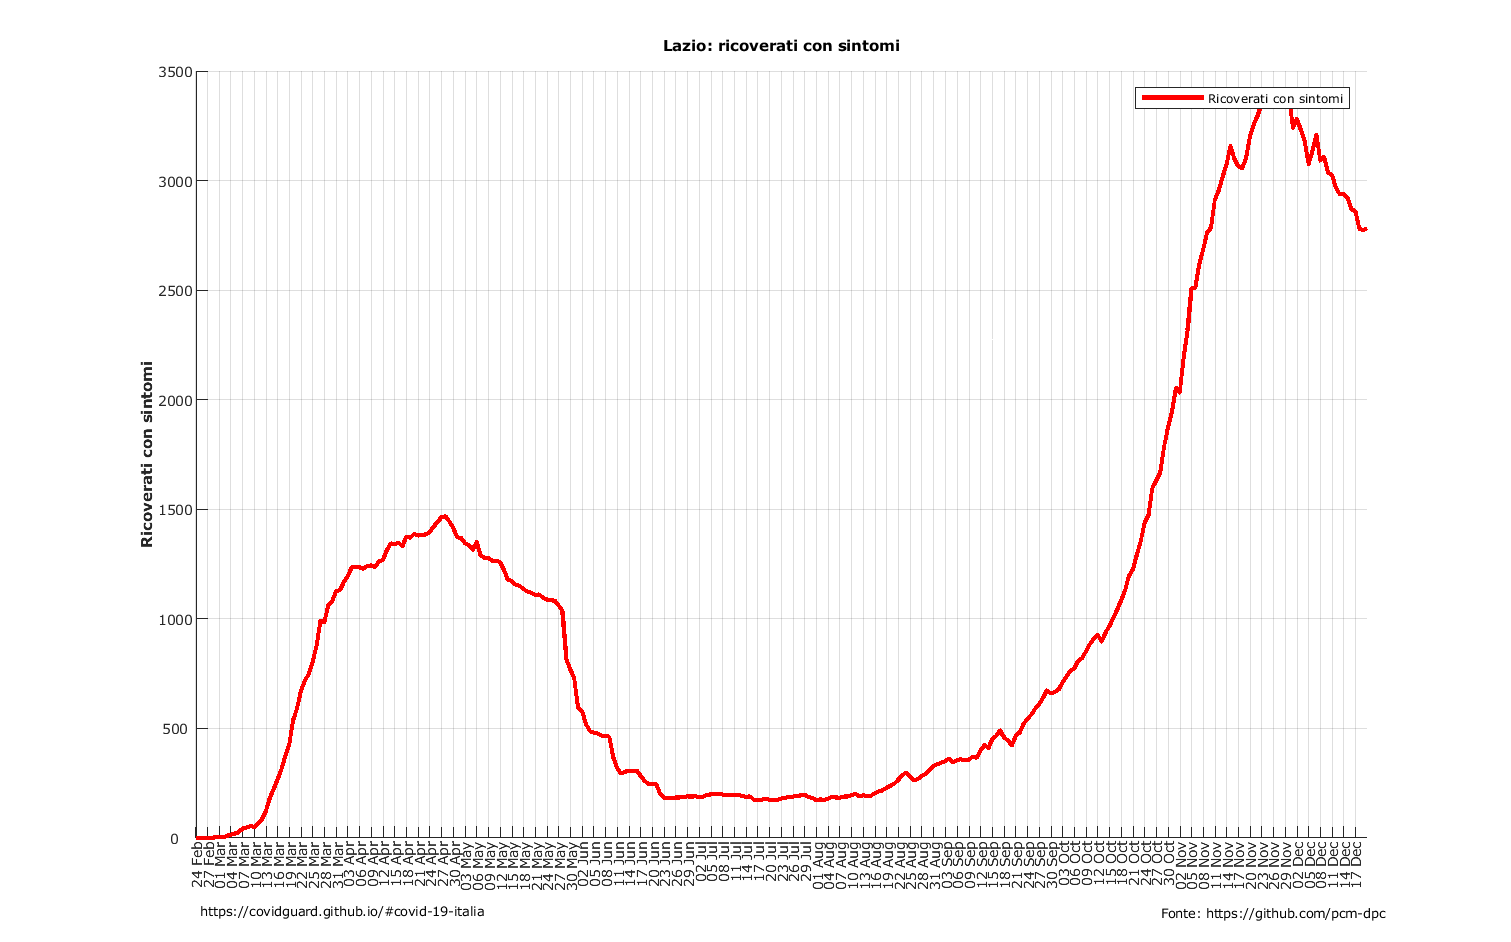 Lazio: ricoverati con sintomi
3500
Ricoverati con sintomi
3000
2500
2000
1500
1000
500
0
Ricoverati con sintomi
24 Feb
27 Feb
01 Mar
04 Mar
07 Mar
10 Mar
13 Mar
16 Mar
19 Mar
22 Mar
25 Mar
28 Mar
31 Mar
03 Apr
06 Apr
09 Apr
12 Apr
15 Apr
18 Apr
21 Apr
24 Apr
27 Apr
30 Apr
03 May
06 May
09 May
12 May
15 May
18 May
21 May
24 May
27 May
30 May
02 Jun
05 Jun
08 Jun
11 Jun
14 Jun
17 Jun
20 Jun
23 Jun
26 Jun
29 Jun
02 Jul
05 Jul
08 Jul
11 Jul
14 Jul
17 Jul
20 Jul
23 Jul
26 Jul
29 Jul
01 Aug
04 Aug
07 Aug
10 Aug
13 Aug
16 Aug
19 Aug
22 Aug
25 Aug
28 Aug
31 Aug
03 Sep
06 Sep
09 Sep
12 Sep
15 Sep
18 Sep
21 Sep
24 Sep
27 Sep
30 Sep
03 Oct
06 Oct
09 Oct
12 Oct
15 Oct
18 Oct
21 Oct
24 Oct
27 Oct
30 Oct
02 Nov
05 Nov
08 Nov
11 Nov
14 Nov
17 Nov
20 Nov
23 Nov
26 Nov
29 Nov
02 Dec
05 Dec
08 Dec
11 Dec
14 Dec
17 Dec
https://covidguard.github.io/#covid-19-italia
Fonte: https://github.com/pcm-dpc